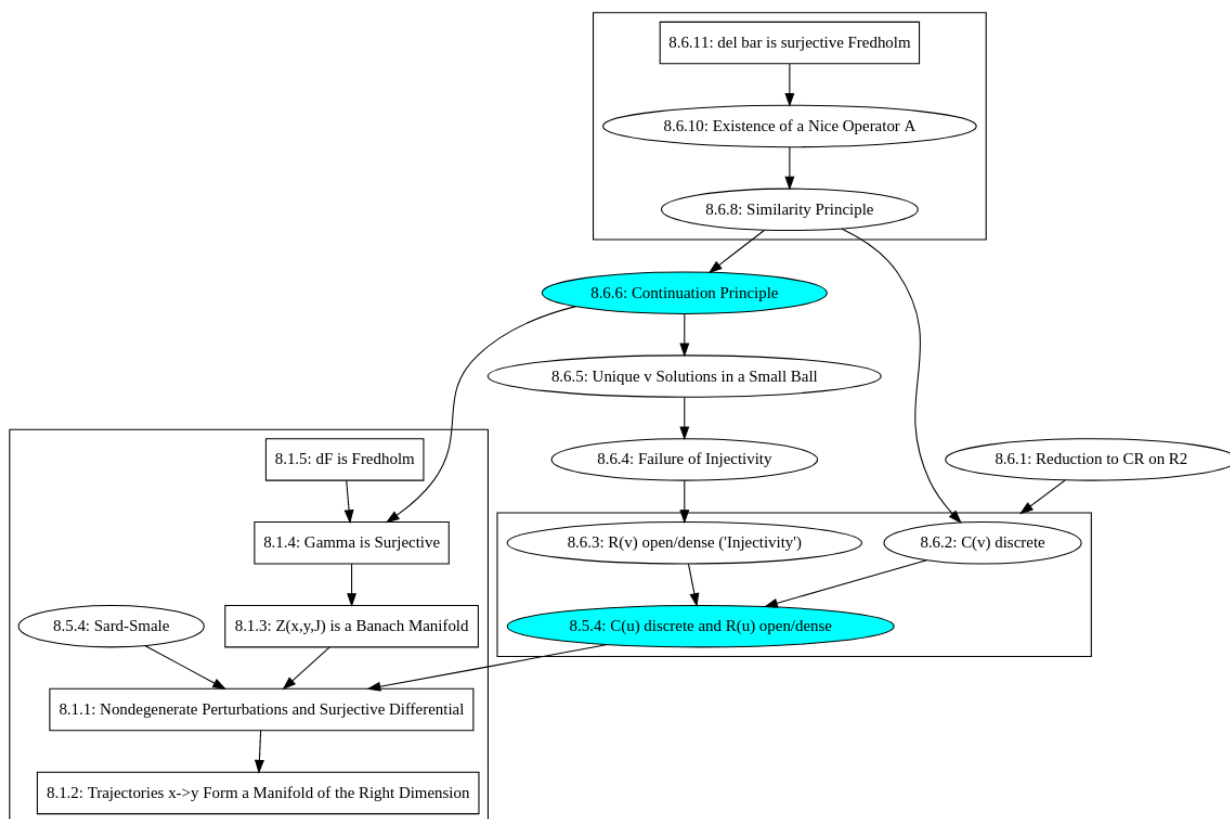 8.6.11: del bar is surjective Fredholm
8.6.10: Existence of a Nice Operator A
8.6.8: Similarity Principle
8.6.6: Continuation Principle
8.6.5: Unique v Solutions in a Small Ball
8.1.5: dF is Fredholm
8.6.4: Failure of Injectivity
8.6.1: Reduction to CR on R2
8.1.4: Gamma is Surjective
8.6.3: R(v) open/dense ('Injectivity')
8.6.2: C(v) discrete
8.5.4: Sard-Smale
8.1.3: Z(x,y,J) is a Banach Manifold
8.5.4: C(u) discrete and R(u) open/dense
8.1.1: Nondegenerate Perturbations and Surjective Differential
8.1.2: Trajectories x->y Form a Manifold of the Right Dimension